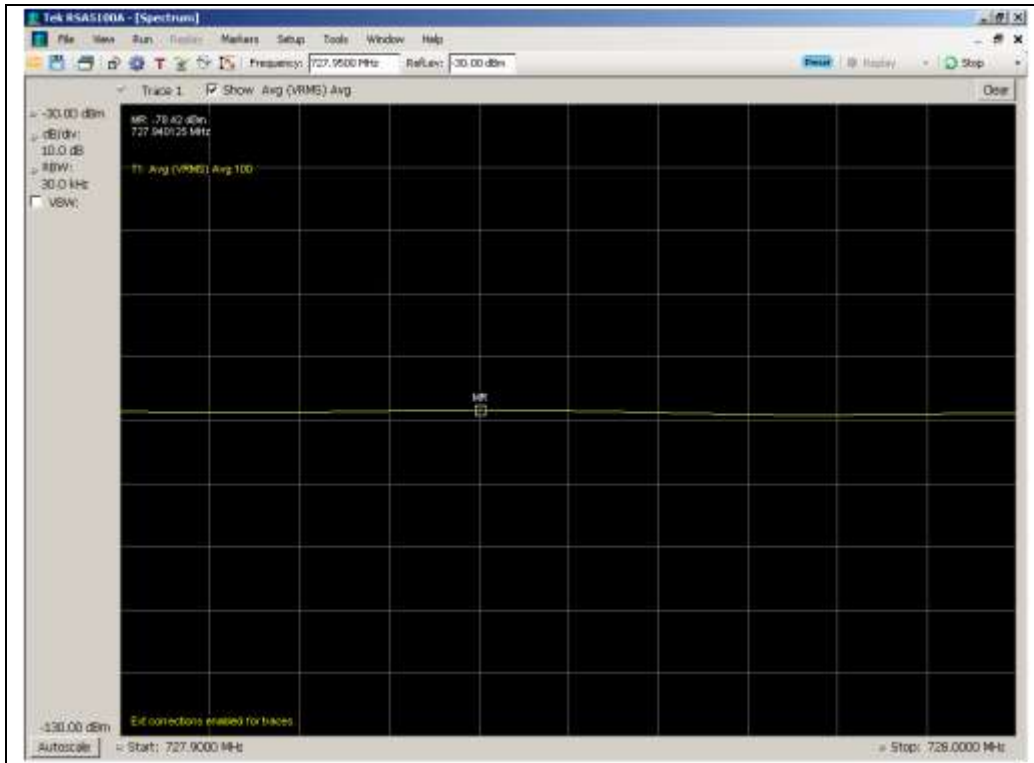 Tek RSA5100A - [Spectrum]
File View Run Replay Markers Setup Tools Window Help
Frequency: 727.9500 MHz RefLev: -30.00 dBm Preset Replay Stop
Trace 1 Show Avg (VRMS) Avg Clear
-30.00 dBm
dB/div:
10.0 dB
RBW:
30.0 kHz
VBW:
MR: -78.42 dBm
727.940125 MHz
T1: Avg (VRMS) Avg 100
MR
Ext corrections enabled for traces.
-130.00 dBm
Autoscale Start: 727.9000 MHz Stop: 728.0000 MHz